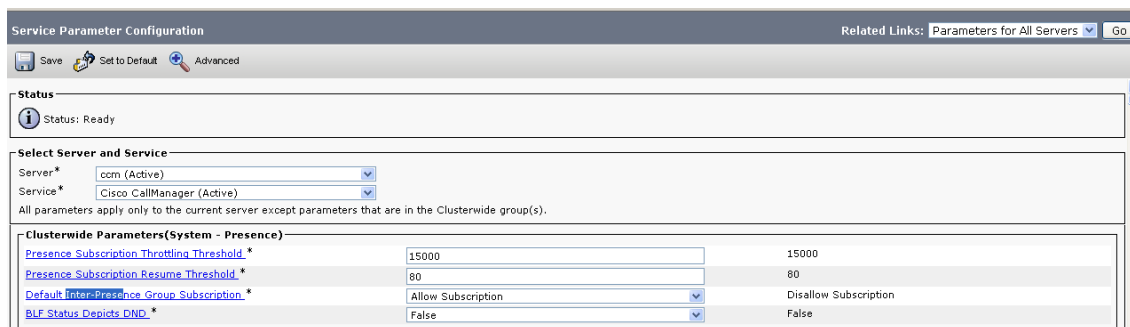 Service Parameter Configuration Related Links: Parameters for All Servers Go
Save Set to Default Advanced
Status
Status: Ready
Select Server and Service
Server* ccm (Active)
Service* Cisco CallManager (Active)
All parameters apply only to the current server except parameters that are in the Clusterwide group(s).
Clusterwide Parameters(System - Presence)
Presence Subscription Throttling Threshold * 15000 15000
Presence Subscription Resume Threshold * 80 80
Default Inter-Presence Group Subscription * Allow Subscription Disallow Subscription
BLF Status Depicts DND * False False